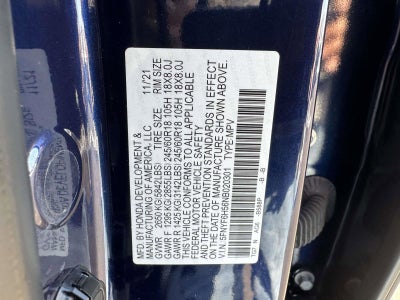 MFD. BY HONDA DEVELOPMENT & 11/21
MANUFACTURING OF AMERICA, LLC
GVWR 2650 KG(5842LBS) TIRE SIZE RIM SIZE
GAWR F 1295 KG(2855LBS)245/60R18 105H 18X8.0J
GAWR R 1425 KG(3142LBS)245/60R18 105H 18X8.0J
THIS VEHICLE CONFORMS TO ALL APPLICABLE
FEDERAL MOTOR VEHICLE SAFETY
AND THEFT PREVENTION STANDARDS IN EFFECT
ON THE DATE OF MANUFACTURE SHOWN ABOVE.
V.I.N: TYPE:MPV